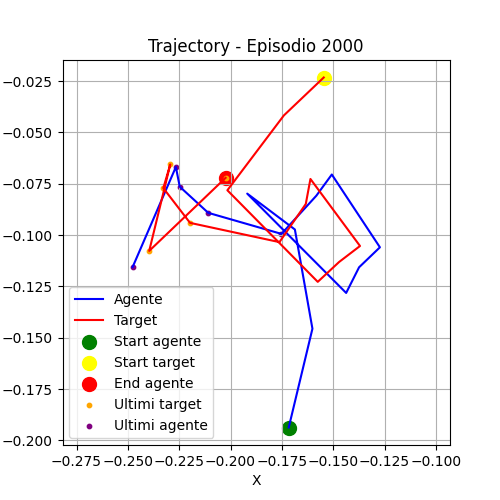 Trajectory - Episodio 2000
−0.025
−0.050
−0.075
−0.100
−0.125
−0.150
−0.175
−0.200
Agente
Target
Start agente
Start target
End agente
Ultimi target
Ultimi agente
−0.275 −0.250 −0.225 −0.200 −0.175 −0.150 −0.125 −0.100
X